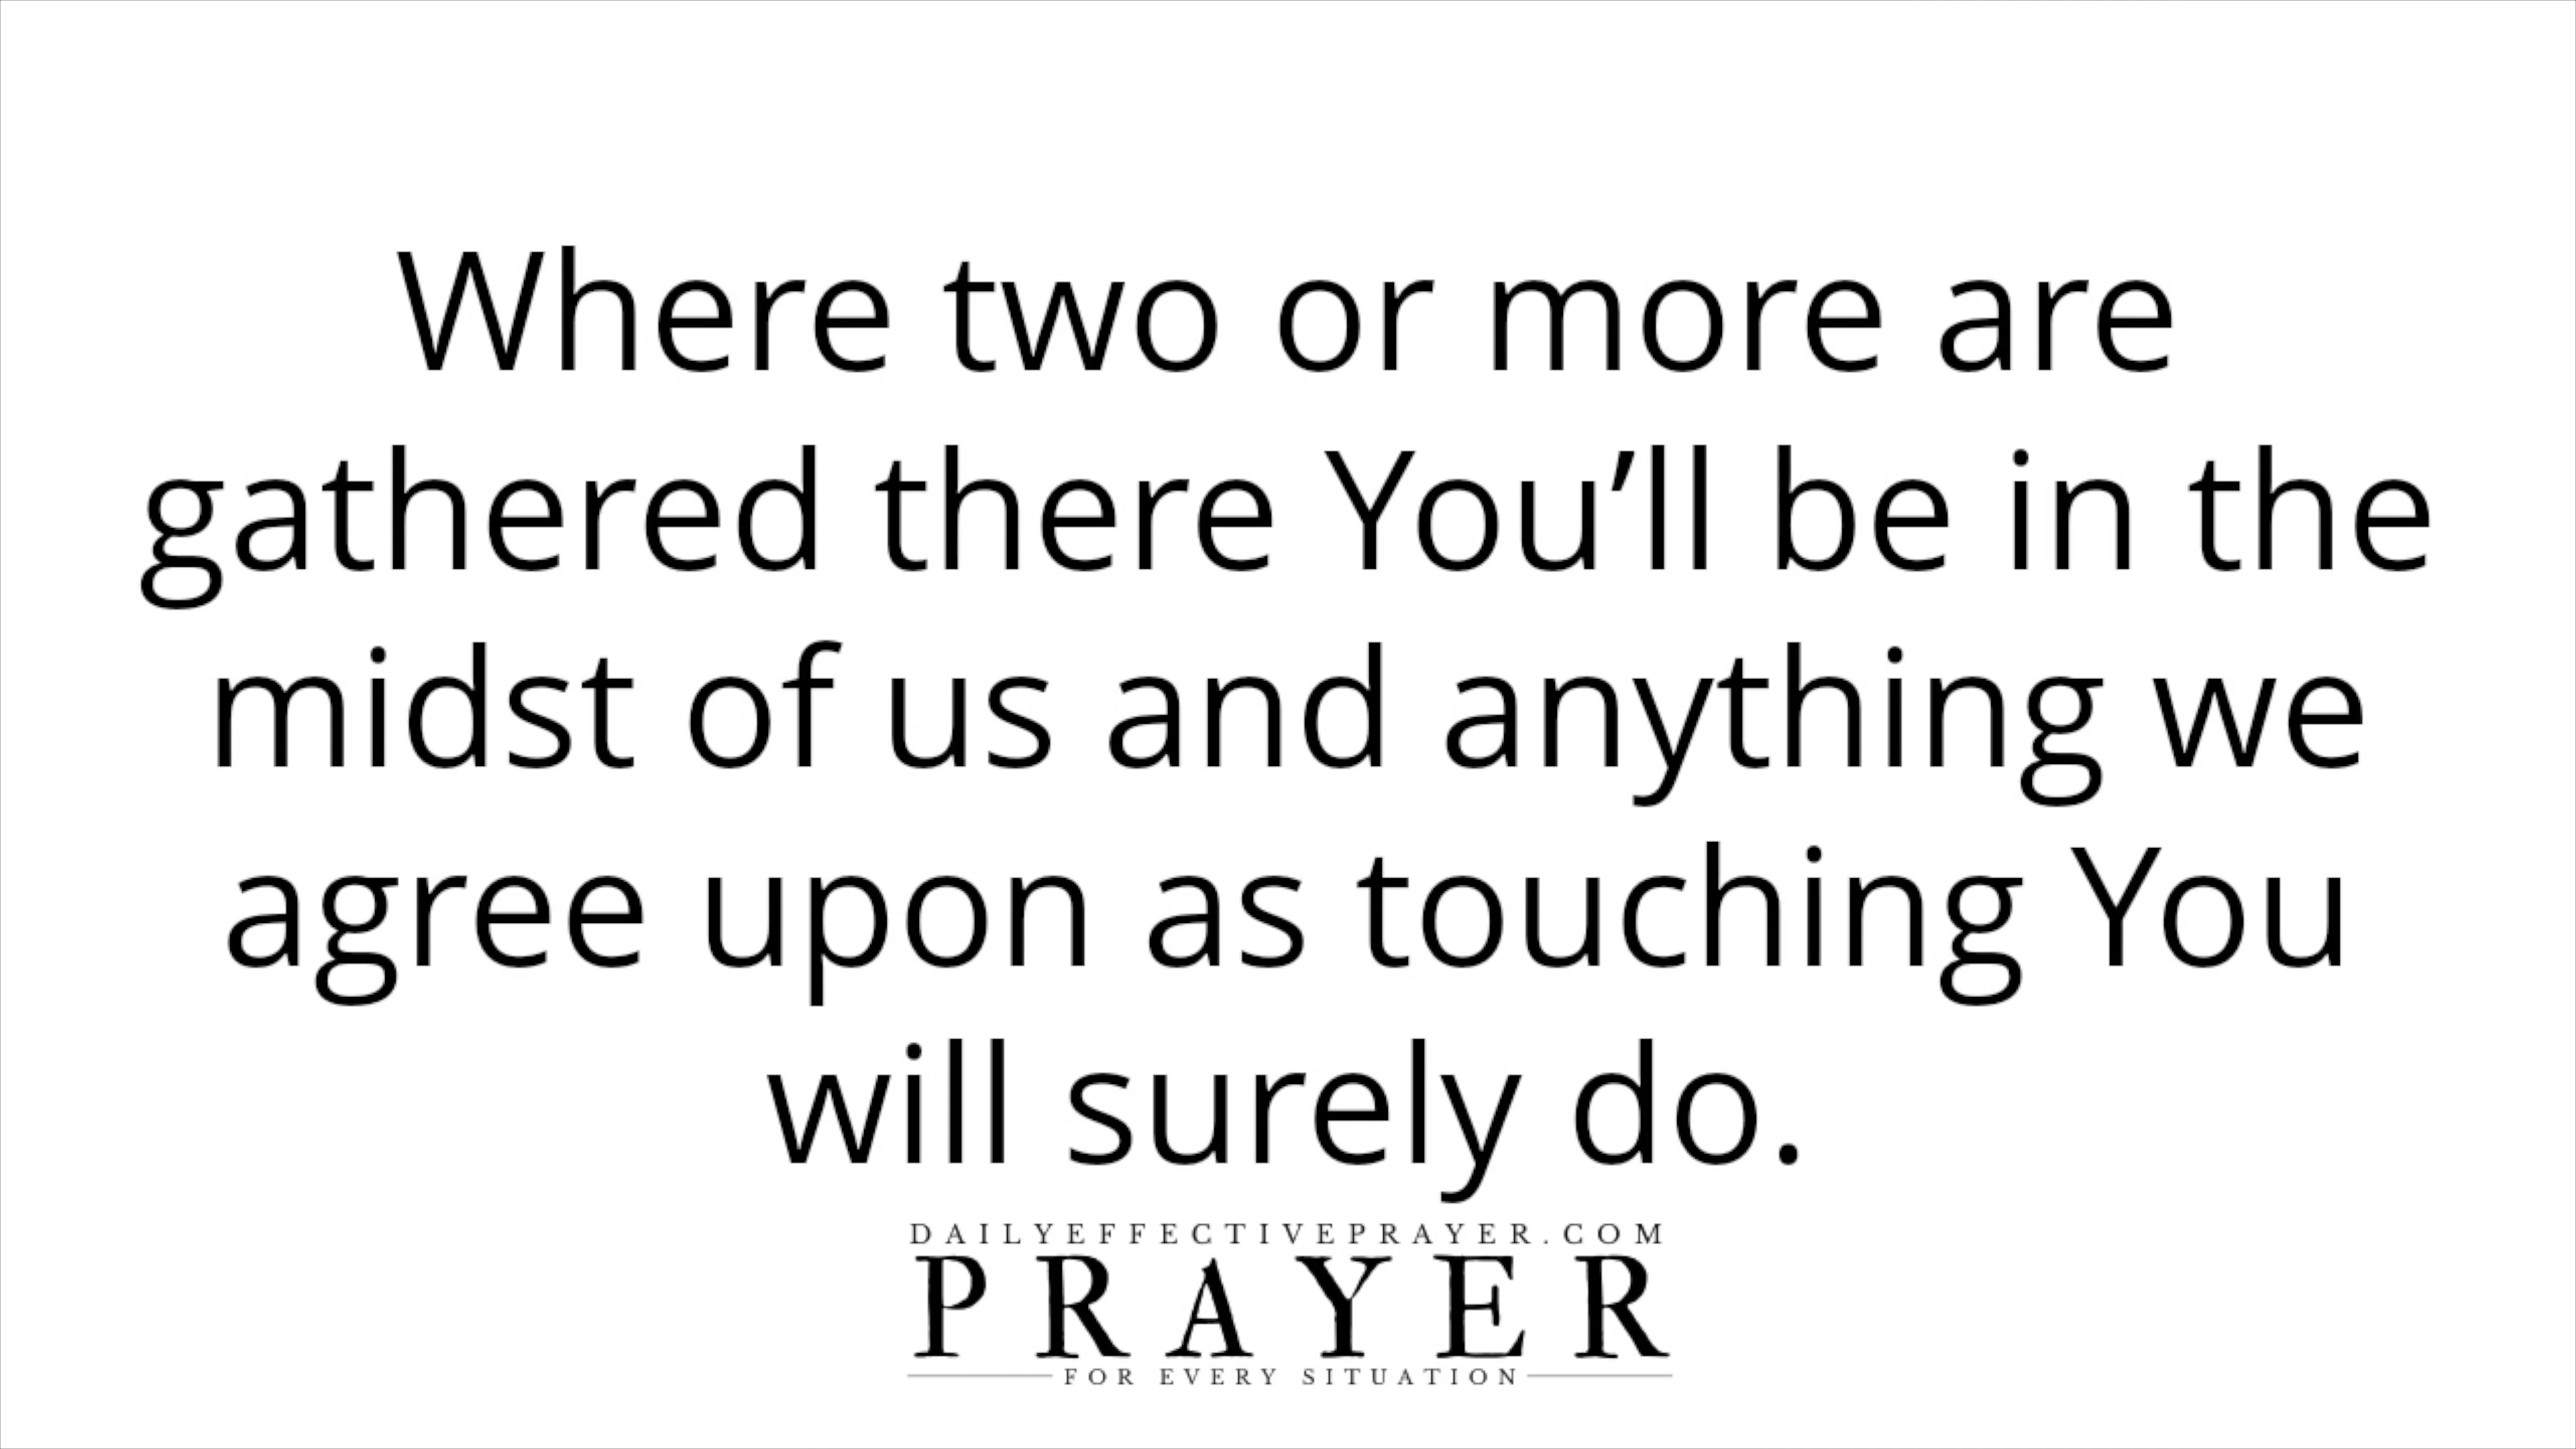 Where two or more are
gathered there You’ll be in the
midst of us and anything we
agree upon as touching You
will surely do.
DAILYEFFECTIVEPRAYER.COM
PRAYER
FOR EVERY SITUATION